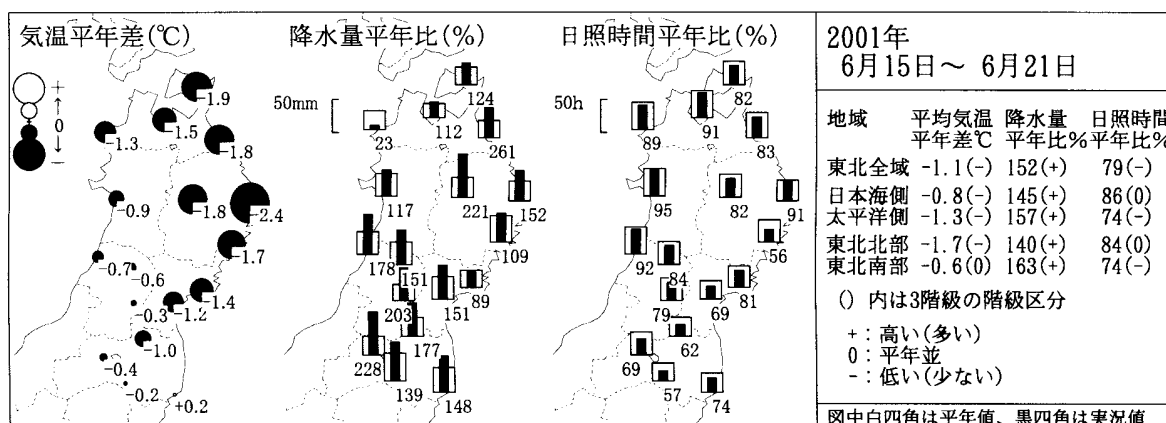 気温平年差(℃)
+
↑
0
↓
−
-1.9
-1.5
-1.3
-1.8
-0.9
-1.8
-2.4
-1.7
-0.7
-0.6
-1.4
-0.3
-1.2
-1.0
-0.4
-0.2
+0.2
降水量平年比(%)
50mm
124
112
23
261
117
221
152
109
178
151
89
203
151
177
228
139
148
日照時間平年比(%)
50h
82
91
89
83
95
82
91
56
92
84
81
79
69
62
69
57
74
2001年
6月15日～ 6月21日
地域 平均気温 降水量 日照時間
平年差℃ 平年比% 平年比%
東北全域 -1.1(-) 152(+) 79(-)
日本海側 -0.8(-) 145(+) 86(0)
太平洋側 -1.3(-) 157(+) 74(-)
東北北部 -1.7(-) 140(+) 84(0)
東北南部 -0.6(0) 163(+) 74(-)
() 内は3階級の階級区分
+：高い(多い)
0：平年並
-：低い(少ない)
図中白四角は平年値、黒四角は実況値